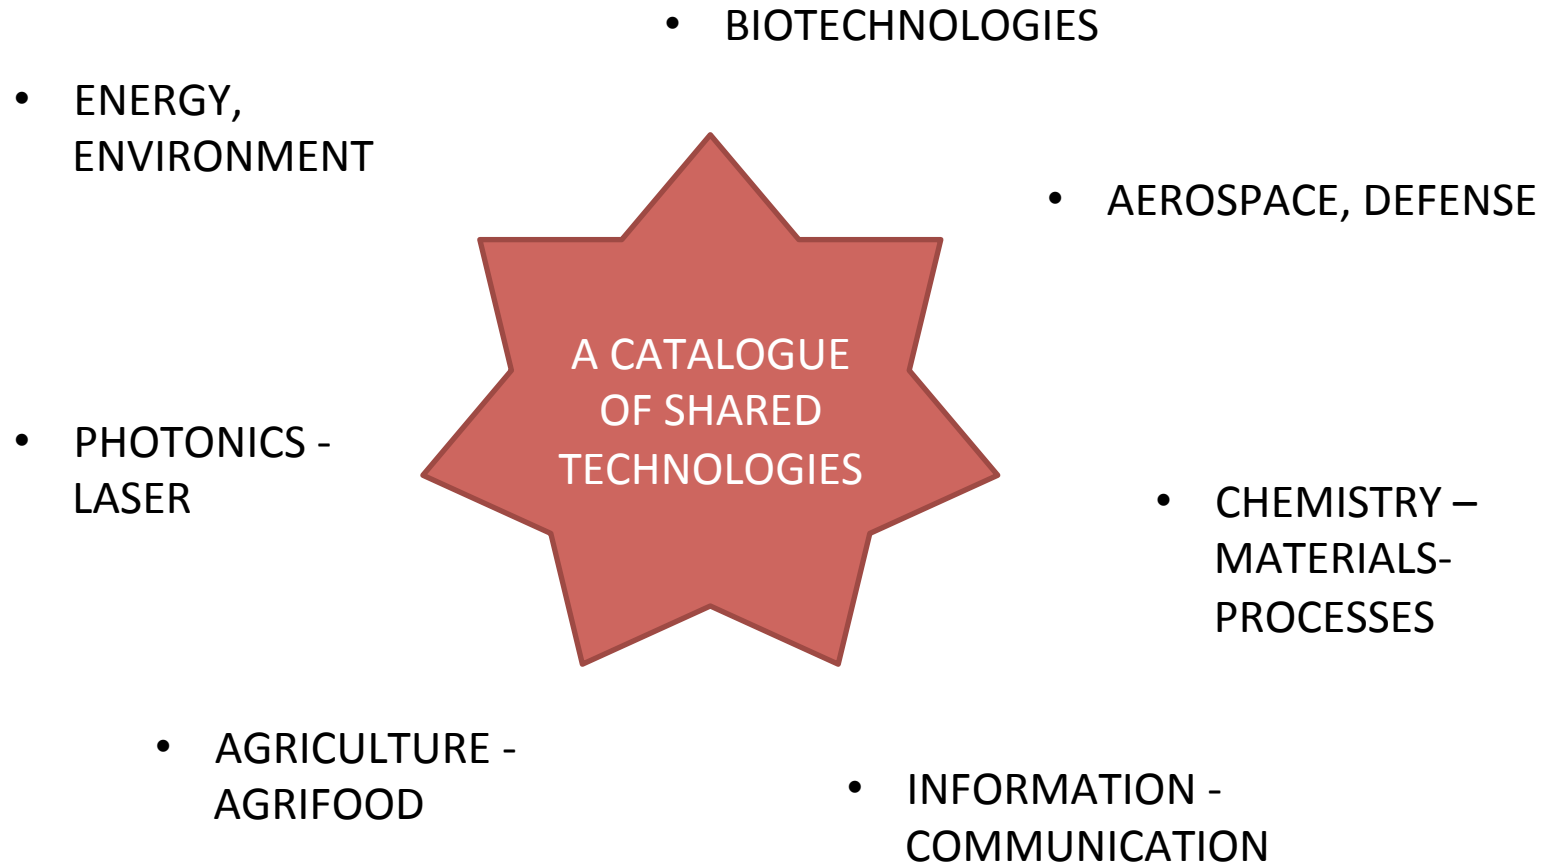 • BIOTECHNOLOGIES
• ENERGY,
ENVIRONMENT
• AEROSPACE, DEFENSE
A CATALOGUE
OF SHARED
TECHNOLOGIES
• PHOTONICS -
LASER
• CHEMISTRY –
MATERIALS-
PROCESSES
• AGRICULTURE -
AGRIFOOD
• INFORMATION -
COMMUNICATION